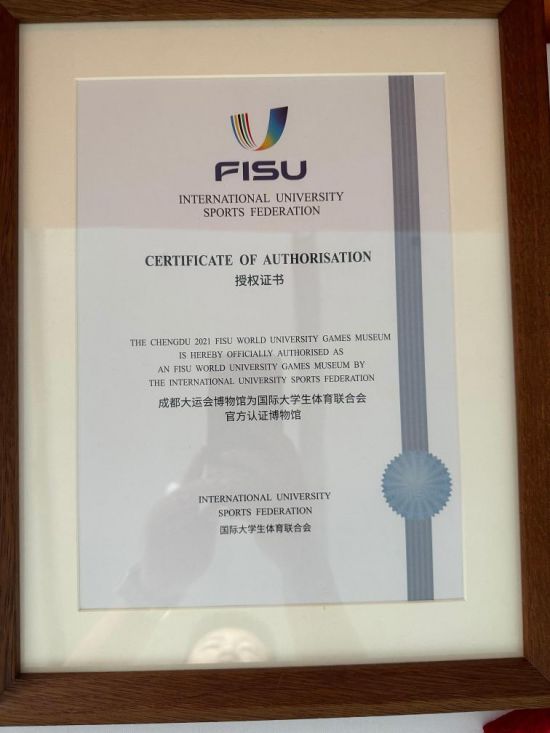 FISU
INTERNATIONAL UNIVERSITY
SPORTS FEDERATION
CERTIFICATE OF AUTHORISATION
授权证书
THE CHENGDU 2021 FISU WORLD UNIVERSITY GAMES MUSEUM
IS HEREBY OFFICIALLY AUTHORISED AS
AN FISU WORLD UNIVERSITY GAMES MUSEUM BY
THE INTERNATIONAL UNIVERSITY SPORTS FEDERATION
成都大运会博物馆为国际大学生体育联合会
官方认证博物馆
INTERNATIONAL UNIVERSITY
SPORTS FEDERATION
国际大学生体育联合会